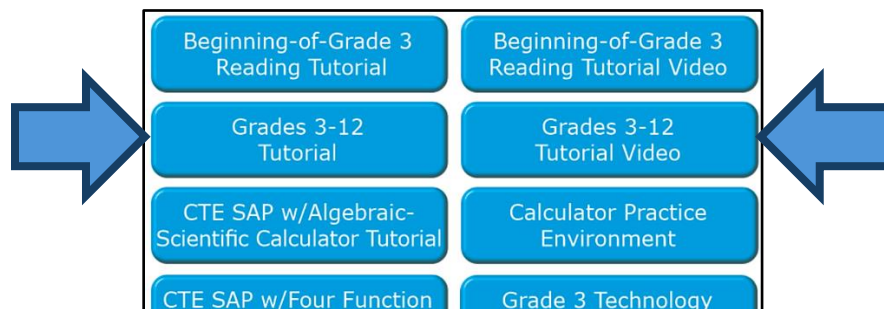 Beginning-of-Grade 3
Reading Tutorial
Beginning-of-Grade 3
Reading Tutorial Video
Grades 3-12
Tutorial
Grades 3-12
Tutorial Video
CTE SAP w/Algebraic-
Scientific Calculator Tutorial
Calculator Practice
Environment
CTE SAP w/Four Function
Grade 3 Technology